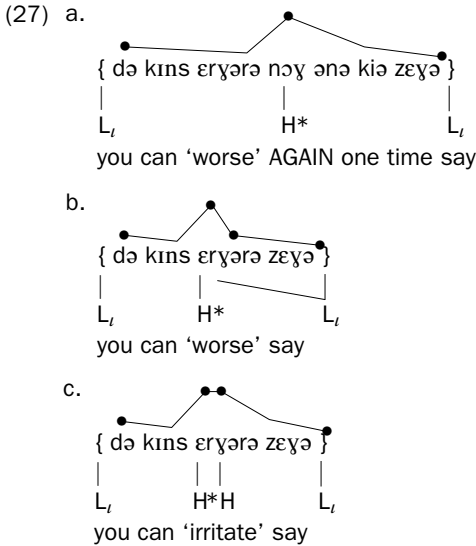 (27) a.
{ də kɪns ɛrɣərə nɔɣ ənə kiə zɛɣə }
Lι H* Lι
you can ‘worse’ AGAIN one time say
b.
{ də kɪns ɛrɣərə zɛɣə }
Lι H* Lι
you can ‘worse’ say
c.
{ də kɪns ɛrɣərə zɛɣə }
Lι H* H Lι
you can ‘irritate’ say